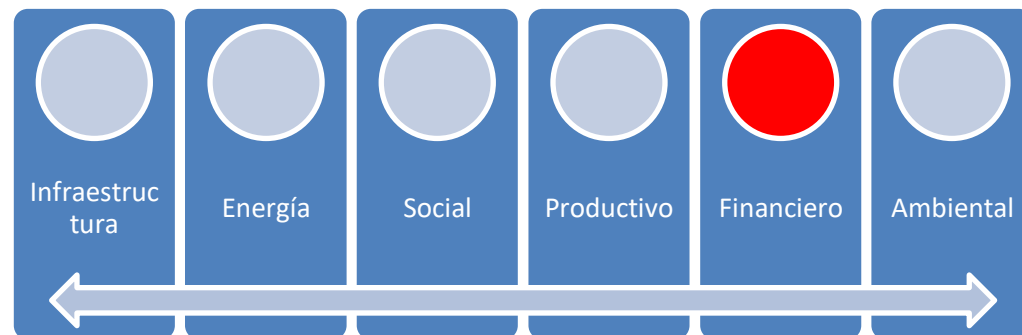 Infraestruc
tura
Energía
Social
Productivo
Financiero
Ambiental